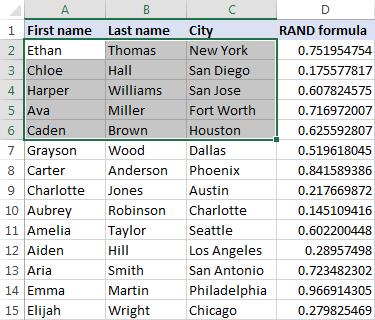 A B C D
1 First name Last name City RAND formula
2 Ethan Thomas New York 0.751954754
3 Chloe Hall San Diego 0.175577817
4 Harper Williams San Jose 0.607824575
5 Ava Miller Fort Worth 0.716972007
6 Caden Brown Houston 0.625592807
7 Grayson Wood Dallas 0.519618045
8 Carter Anderson Phoenix 0.841589386
9 Charlotte Jones Austin 0.217669872
10 Aubrey Robinson Charlotte 0.145109416
11 Amelia Taylor Seattle 0.602200448
12 Aiden Hill Los Angeles 0.28957498
13 Aria Smith San Antonio 0.723482302
14 Emma Martin Philadelphia 0.966914305
15 Elijah Wright Chicago 0.279825469